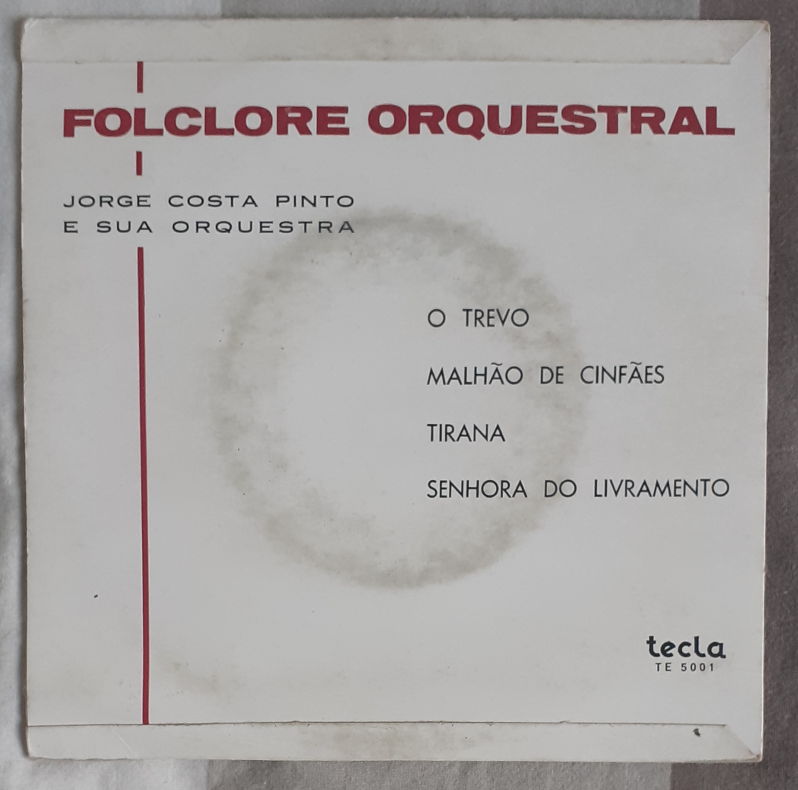 FOLCLORE ORQUESTRAL
JORGE COSTA PINTO
E SUA ORQUESTRA
O TREVO
MALHÃO DE CINFÃES
TIRANA
SENHORA DO LIVRAMENTO
tecla
TE 5001